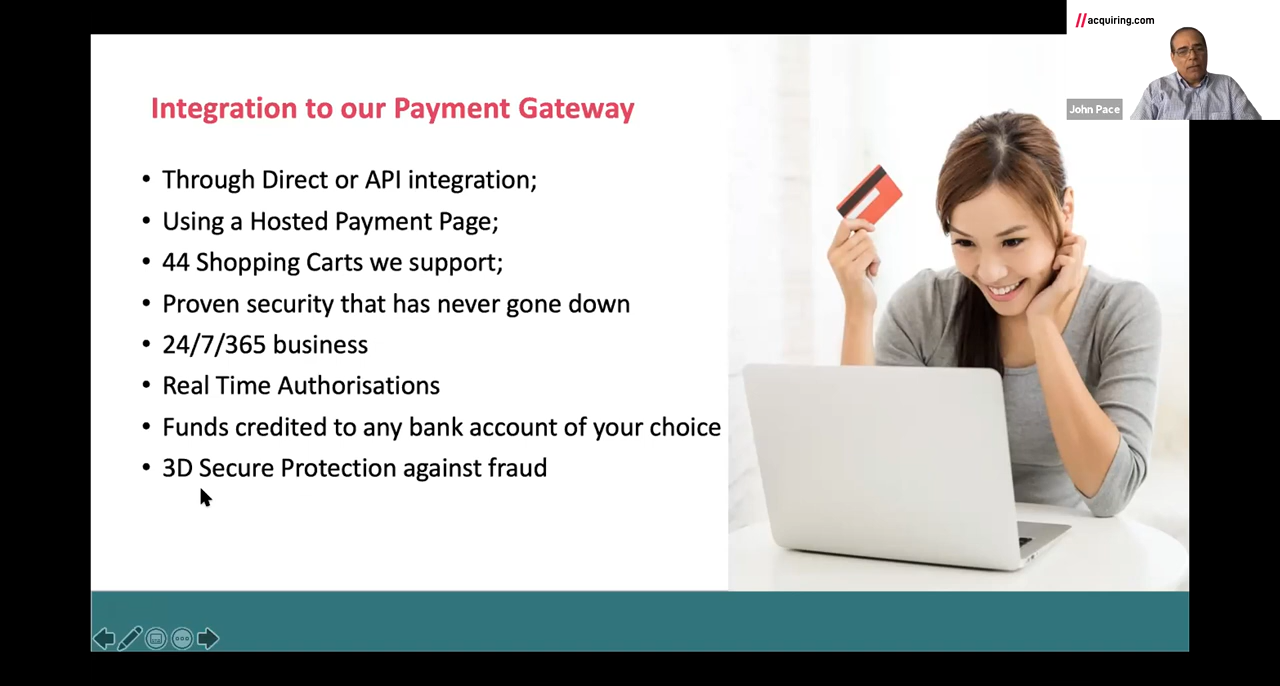 //acquiring.com
John Pace
Integration to our Payment Gateway
• Through Direct or API integration;
• Using a Hosted Payment Page;
• 44 Shopping Carts we support;
• Proven security that has never gone down
• 24/7/365 business
• Real Time Authorisations
• Funds credited to any bank account of your choice
• 3D Secure Protection against fraud